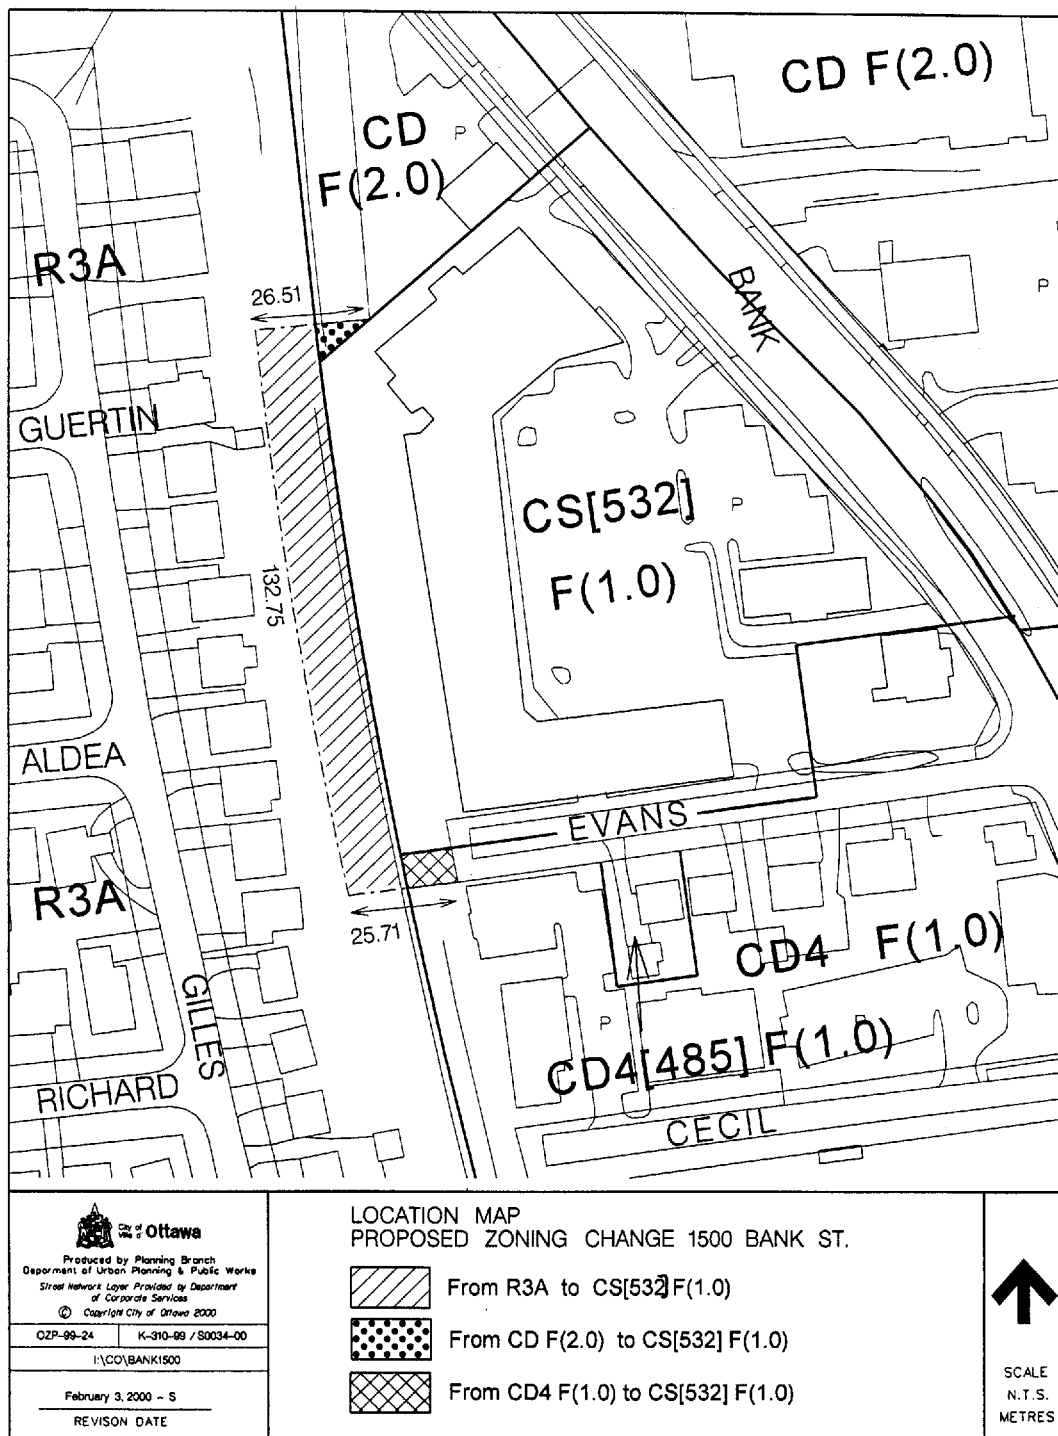 CD F(2.0)
CD
F(2.0)
P
R3A
26.51
BANK
P
GUERTIN
CS[532]
P
F(1.0)
132.75
ALDEA
EVANS
R3A
25.71
CD4 F(1.0)
GILLES
P
CD4[485] F(1.0)
RICHARD
CECIL
City of
Ville d' Ottawa
Produced by Planning Branch
Department of Urban Planning & Public Works
Street Network Layer Provided by Department
of Corporate Services
© Copyright City of Ottawa 2000
OZP-99-24
K-310-99 / S0034-00
I:\CO\BANK1500
February 3, 2000 - S
REVISON DATE
LOCATION MAP
PROPOSED ZONING CHANGE 1500 BANK ST.
From R3A to CS[532] F(1.0)
From CD F(2.0) to CS[532] F(1.0)
From CD4 F(1.0) to CS[532] F(1.0)
SCALE
N.T.S.
METRES